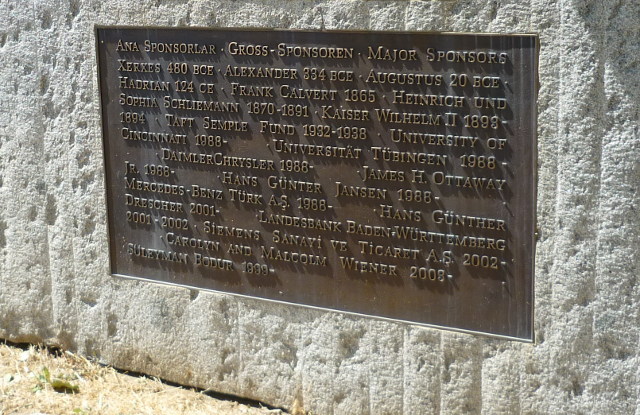 Ana Sponsorlar · Gross-Sponsoren · Major Sponsors
Xerxes 480 BCE · Alexander 334 BCE · Augustus 20 BCE
Hadrian 124 CE · Frank Calvert 1865 · Heinrich und
Sophia Schliemann 1870-1891 · Kaiser Wilhelm II 1893-
1894 · Taft Semple Fund 1932-1938 · University of
Cincinnati 1988- · Universität Tübingen 1988-
· DaimlerChrysler 1988- · James H. Ottaway
Jr. 1988- · Hans Günter Jansen 1988-
Mercedes-Benz Türk A.Ş. 1988- · Hans Günther
Drescher 2001- · Landesbank Baden-Württemberg
2001-2002 · Siemens Sanayi ve Ticaret A.Ş. 2002-
· Carolyn and Malcolm Wiener 2003-
Süleyman Bodur 1999-